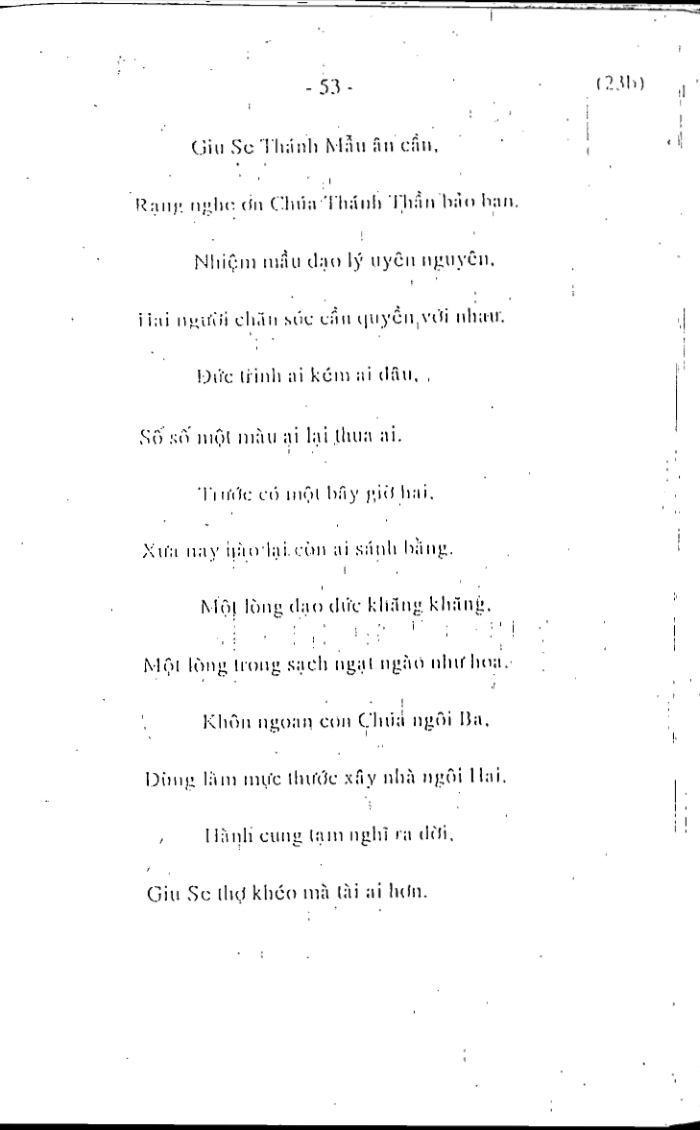 - 53 -
(23b)
Giu Se Thánh Mẫu ân cần,
Rạng nghe ơn Chúa Thánh Thần bảo ban.
Nhiệm mầu đạo lý uyên nguyên,
Hai người chăn sóc cầu quyền với nhau.
Đức trinh ai kém ai đâu,
Số số một màu ai lại thua ai.
Trước có một bây giờ hai,
Xưa nay nào lại còn ai sánh bằng.
Một lòng đạo đức khăng khăng,
Một lòng trong sạch ngạt ngào như hoa.
Khôn ngoan con Chúa ngôi Ba,
Dùng làm mực thước xây nhà ngôi Hai.
Hành cung tạm nghĩ ra đời,
Giu Se thợ khéo mà tài ai hơn.